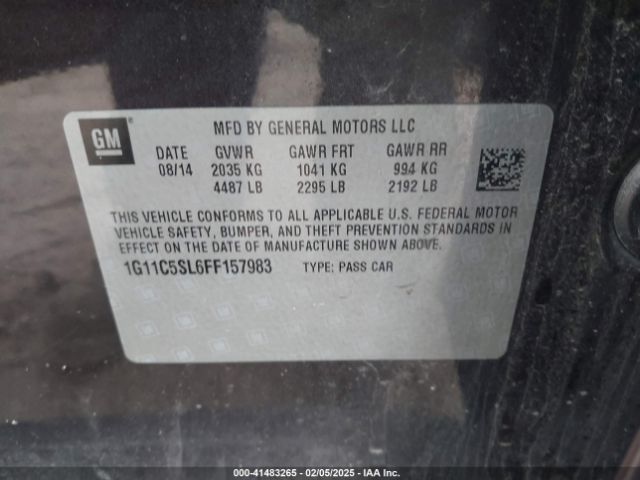 GM
MFD BY GENERAL MOTORS LLC
DATE GVWR GAWR FRT GAWR RR
08/14 2035 KG 1041 KG 994 KG
4487 LB 2295 LB 2192 LB
THIS VEHICLE CONFORMS TO ALL APPLICABLE U.S. FEDERAL MOTOR
VEHICLE SAFETY, BUMPER, AND THEFT PREVENTION STANDARDS IN
EFFECT ON THE DATE OF MANUFACTURE SHOWN ABOVE.
1G11C5SL6FF157983 TYPE: PASS CAR
000-41483265 - 02/05/2025 - IAA Inc.